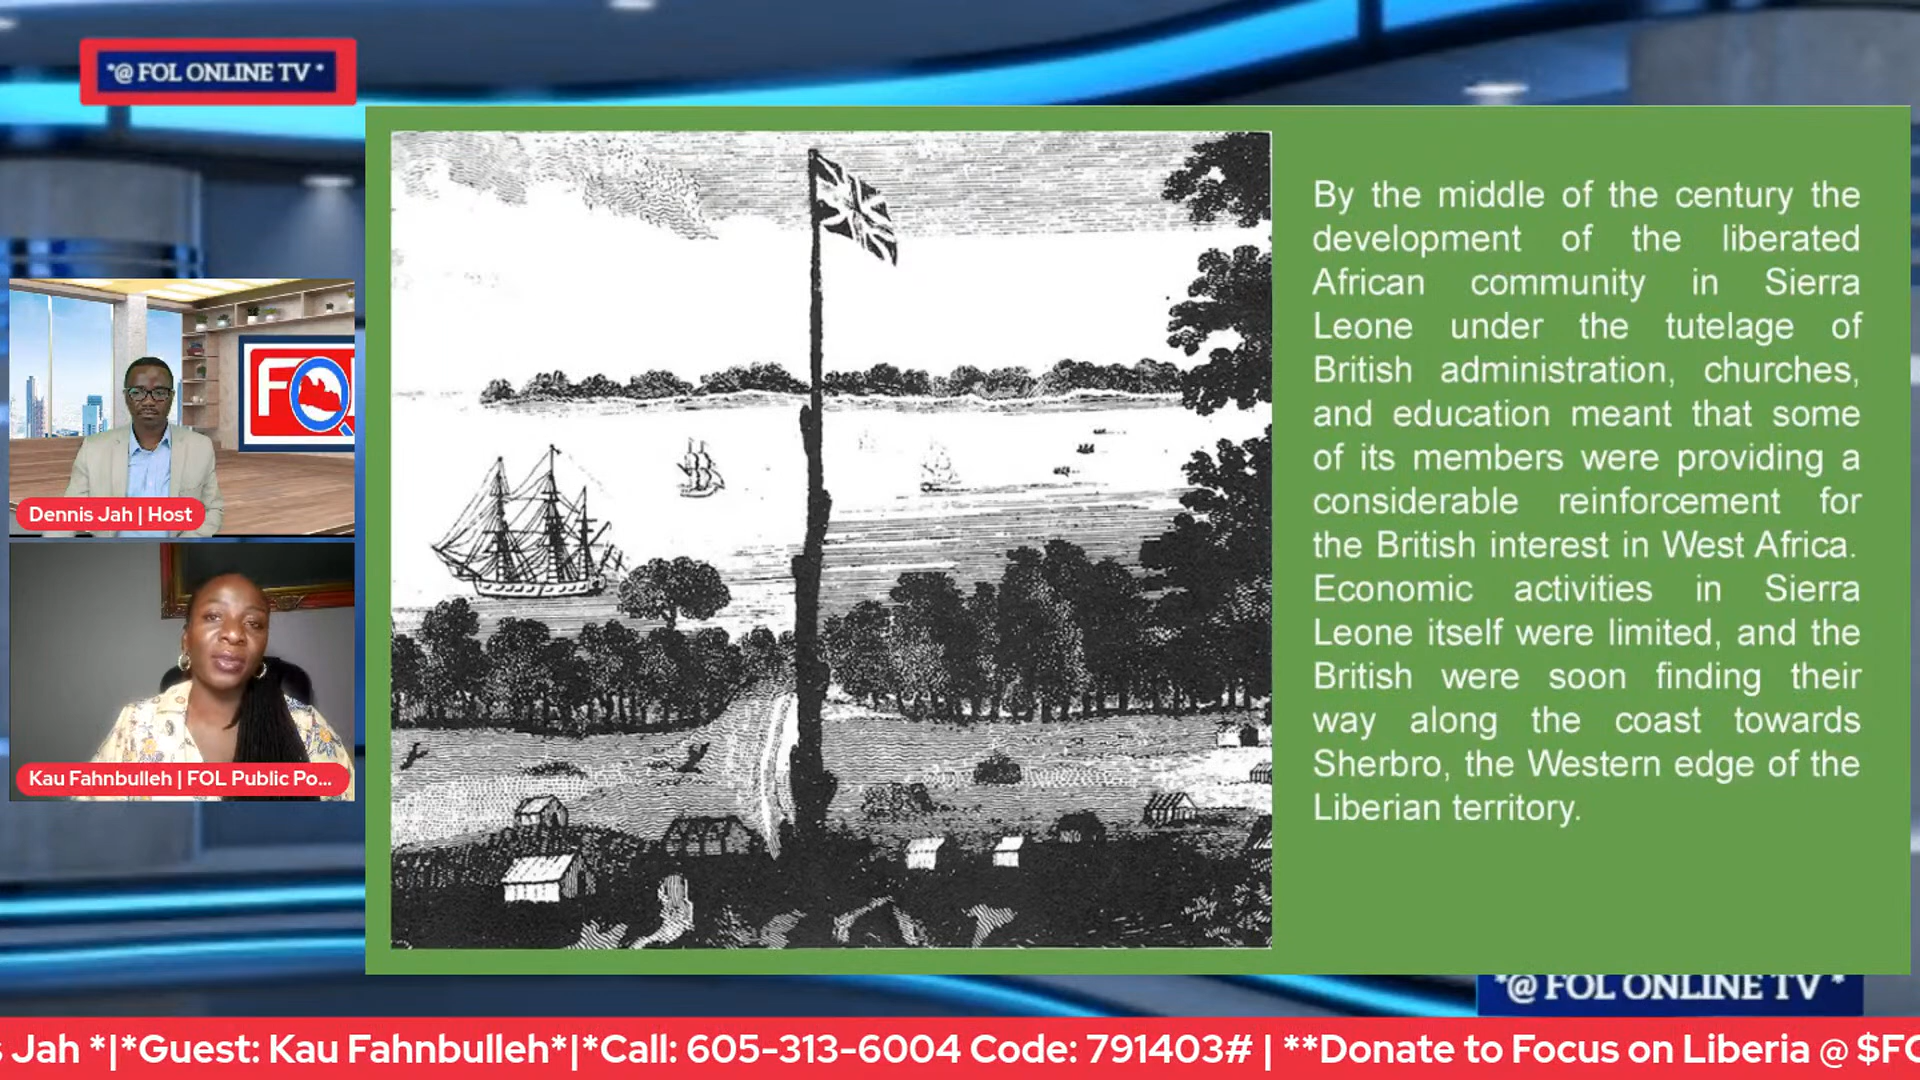 *@ FOL ONLINE TV *
By the middle of the century the
development of the liberated
African community in Sierra
Leone under the tutelage of
British administration, churches,
and education meant that some
of its members were providing a
considerable reinforcement for
the British interest in West Africa.
Economic activities in Sierra
Leone itself were limited, and the
British were soon finding their
way along the coast towards
Sherbro, the Western edge of the
Liberian territory.
Dennis Jah | Host
Kau Fahnbulleh | FOL Public Po...
*@ FOL ONLINE TV *
Jah *|*Guest: Kau Fahnbulleh*|*Call: 605-313-6004 Code: 791403# | **Donate to Focus on Liberia @ $FO